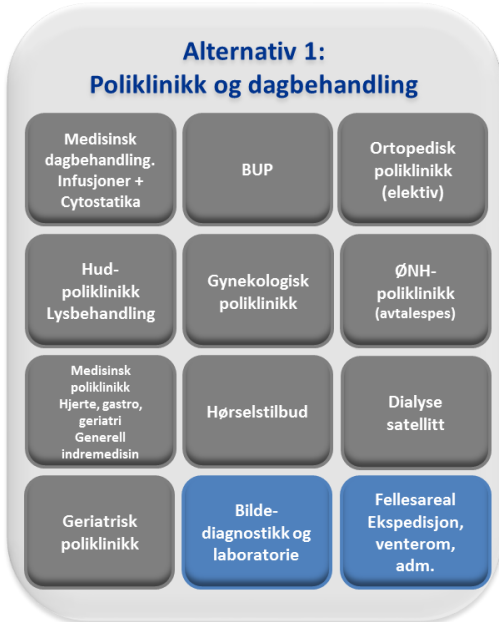 Alternativ 1:
Poliklinikk og dagbehandling
Medisinsk
dagbehandling.
Infusjoner +
Cytostatika
BUP
Ortopedisk
poliklinikk
(elektiv)
Hud-
poliklinikk
Lysbehandling
Gynekologisk
poliklinikk
ØNH-
poliklinikk
(avtalespes)
Medisinsk
poliklinikk
Hjerte, gastro,
geriatri
Generell
indremedisin
Hørselstilbud
Dialyse
satellitt
Geriatrisk
poliklinikk
Bilde-
diagnostikk og
laboratorie
Fellesareal
Ekspedisjon,
venterom,
adm.